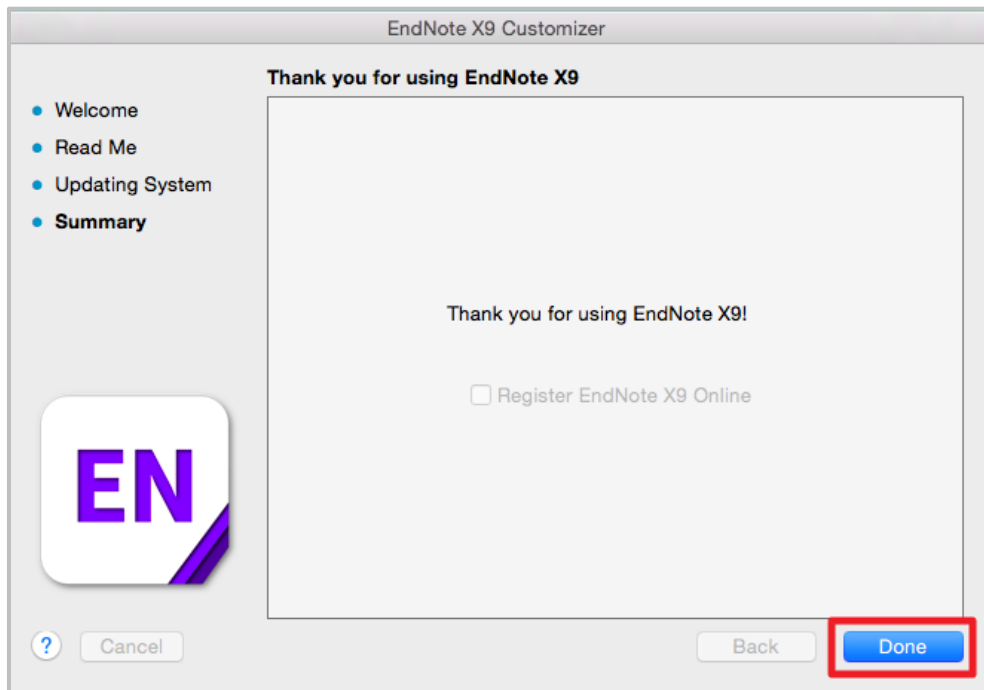 EndNote X9 Customizer
Thank you for using EndNote X9
Welcome
Read Me
Updating System
Summary
Thank you for using EndNote X9!
Register EndNote X9 Online
EN
?
Cancel
Back
Done